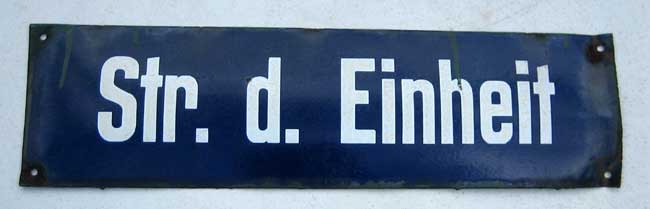 Str. d. Einheit